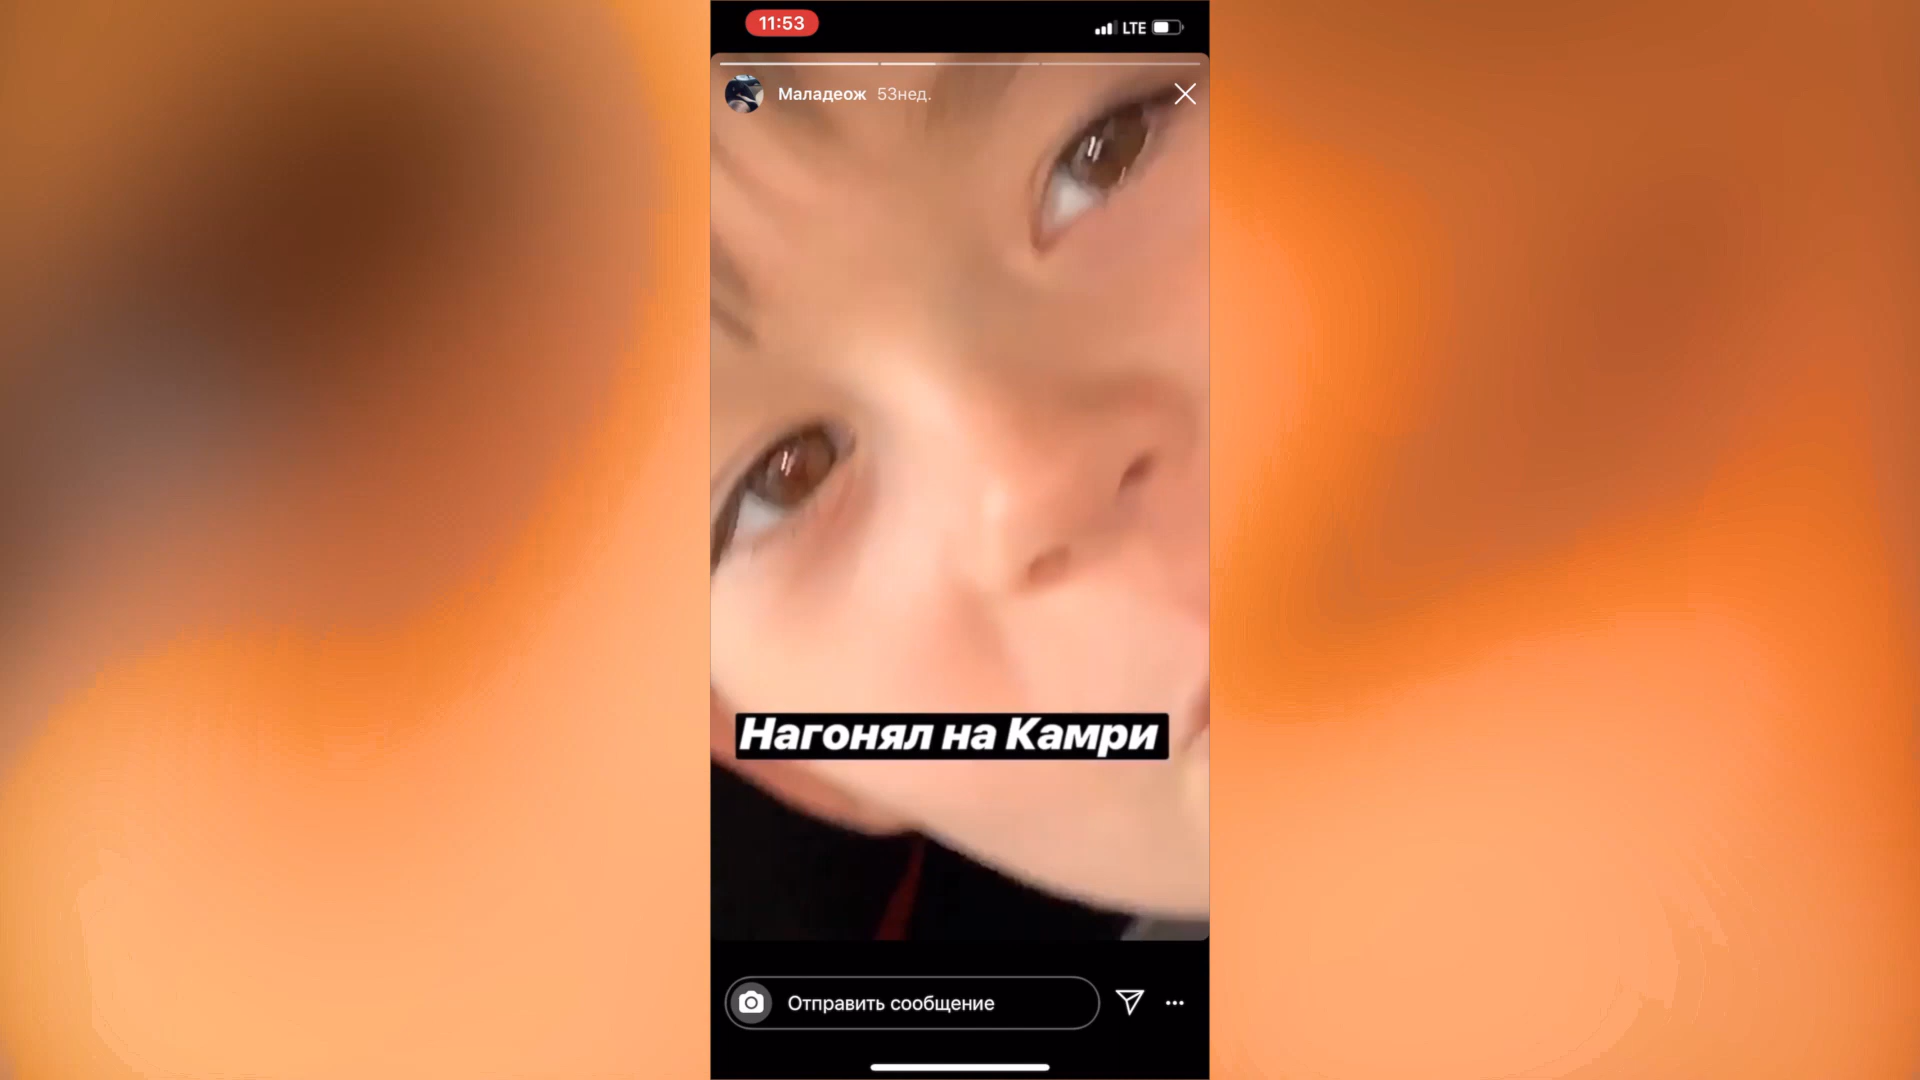 11:53
LTE
Маладеож 53нед.
Нагонял на Камри
Отправить сообщение